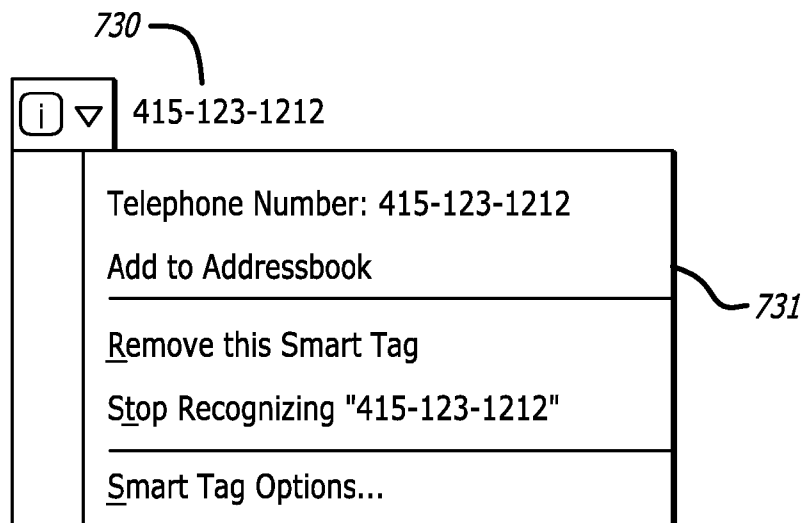 730
i 415-123-1212
Telephone Number: 415-123-1212
Add to Addressbook
731
Remove this Smart Tag
Stop Recognizing "415-123-1212"
Smart Tag Options...